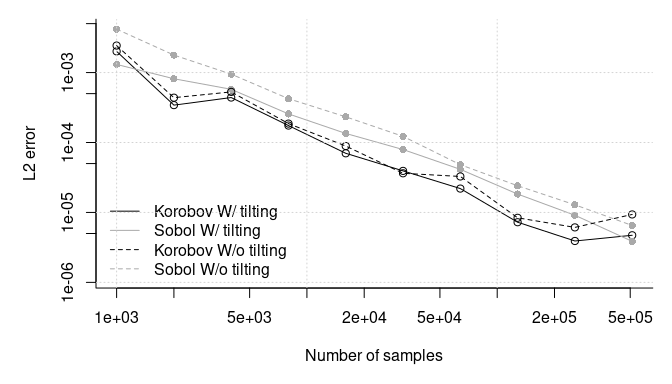 L2 error
1e-03
1e-04
1e-05
1e-06
Korobov W/ tilting
Sobol W/ tilting
Korobov W/o tilting
Sobol W/o tilting
1e+03 5e+03 2e+04 5e+04 2e+05 5e+05
Number of samples